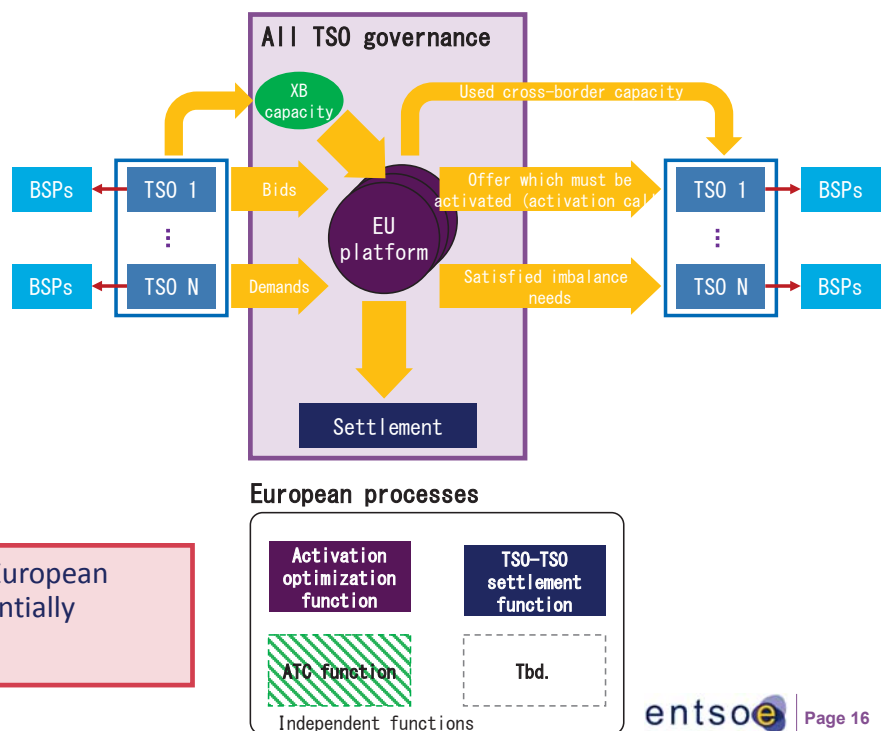 All TSO governance
XB
capacity
Used cross-border capacity
BSPs
TSO 1
Bids
Offer which must be
activated (activation cal
TSO 1
BSPs
EU
platform
BSPs
TSO N
Demands
Satisfied imbalance
needs
TSO N
BSPs
Settlement
European processes
Activation
optimization
function
TSO-TSO
settlement
function
uropean
ntially
ATC function
Tbd.
Independent functions
entsoe
Page 16